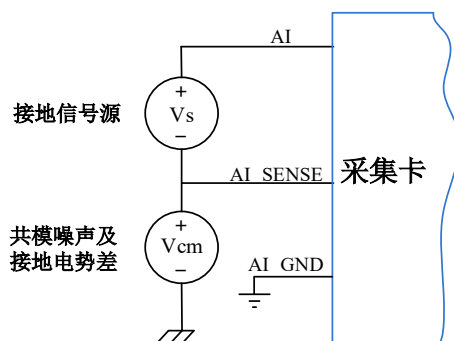 AI
+
接地信号源
Vs
−
AI SENSE
采集卡
+
共模噪声及
接地电势差
Vcm
−
AI GND